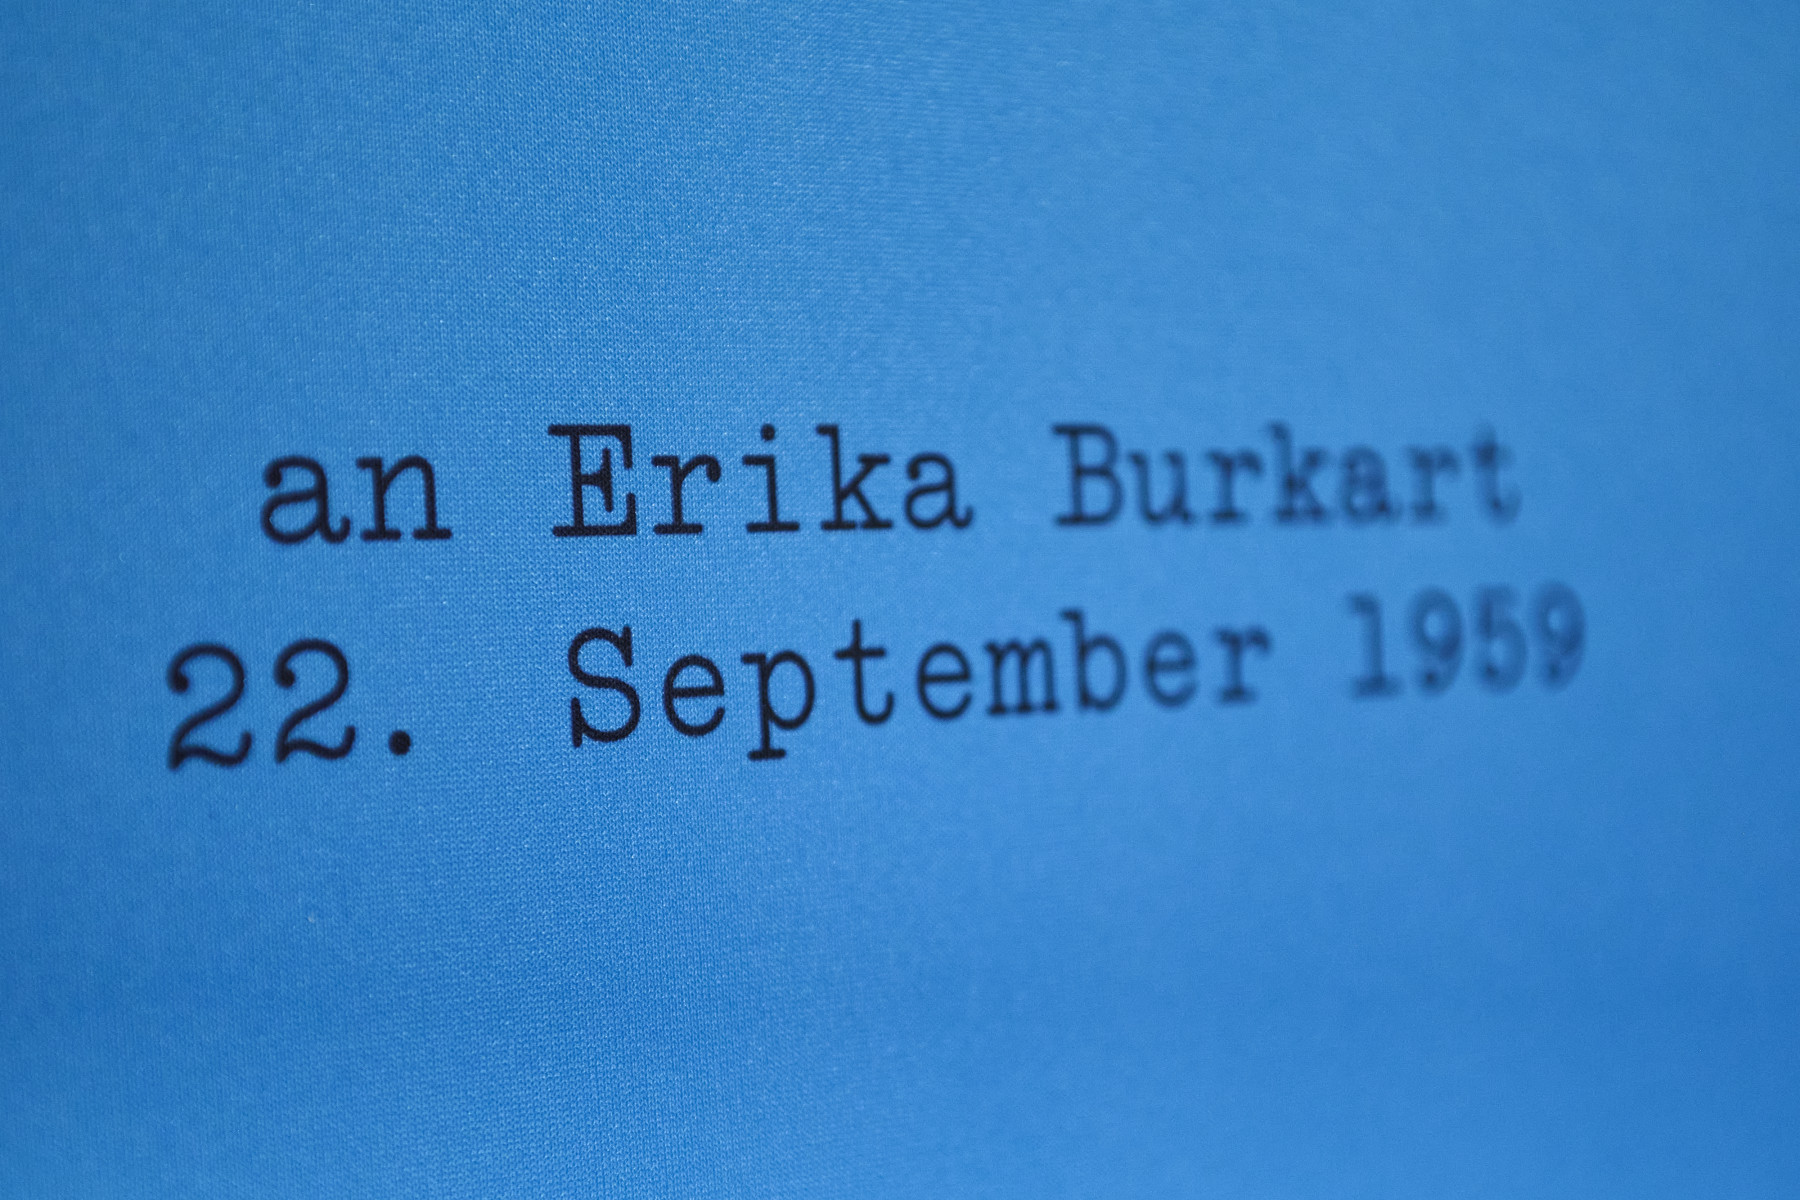 an Erika Burkart
22. September 1959